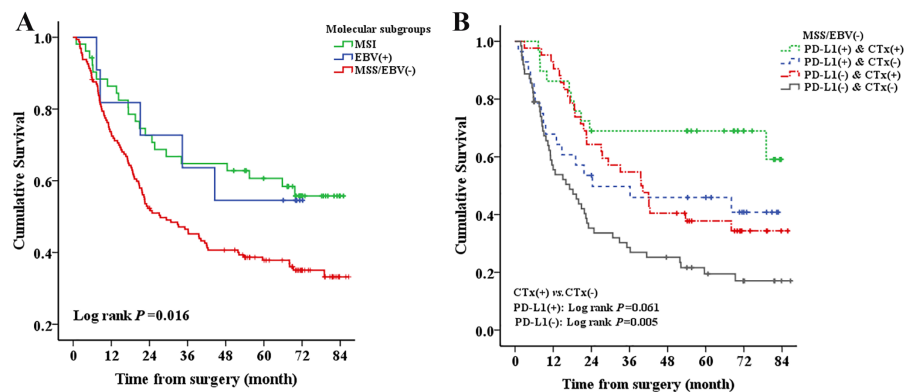 A
Molecular subgroups
MSI
EBV(+)
MSS/EBV(-)
Cumulative Survival
1.0
0.8
0.6
0.4
0.2
Log rank P=0.016
0 12 24 36 48 60 72 84
Time from surgery (month)
B
MSS/EBV(-)
PD-L1(+) & CTx(+)
PD-L1(+) & CTx(-)
PD-L1(-) & CTx(+)
PD-L1(-) & CTx(-)
Cumulative Survival
1.0
0.8
0.6
0.4
0.2
0.0
CTx(+) vs.CTx(-)
PD-L1(+): Log rank P=0.061
PD-L1(-): Log rank P=0.005
0 12 24 36 48 60 72 84
Time from surgery (month)